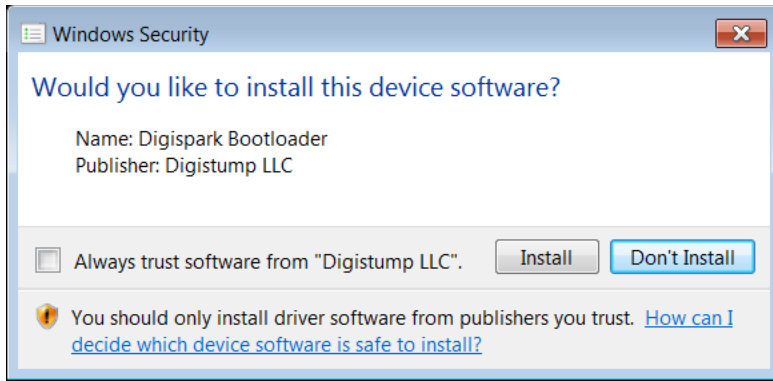 Windows Security
Would you like to install this device software?
Name: Digispark Bootloader
Publisher: Digistump LLC
Always trust software from "Digistump LLC".
Install
Don't Install
You should only install driver software from publishers you trust. How can I
decide which device software is safe to install?